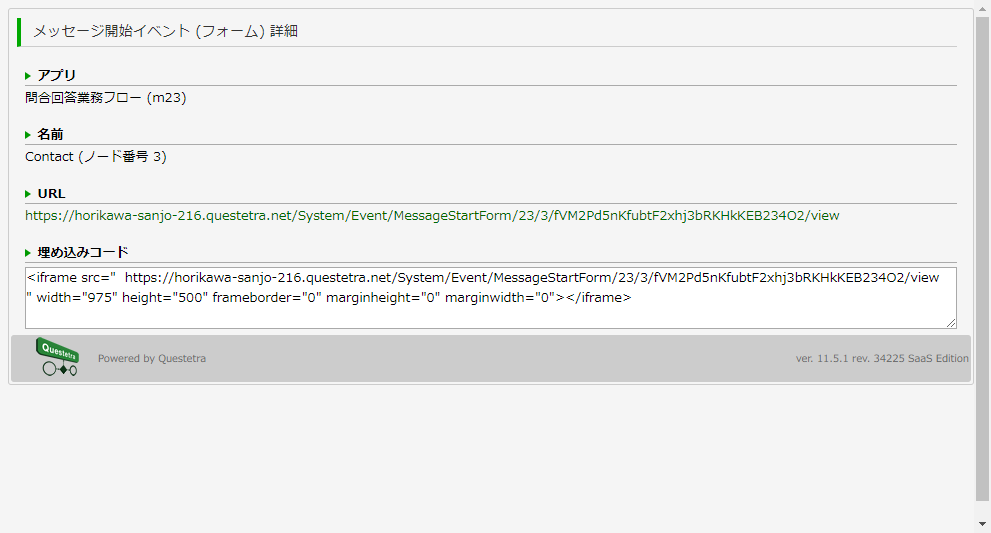 メッセージ開始イベント (フォーム) 詳細
アプリ
問合回答業務フロー (m23)
名前
Contact (ノード番号 3)
URL
https://horikawa-sanjo-216.questetra.net/System/Event/MessageStartForm/23/3/fVM2Pd5nKfubtF2xhj3bRKHkKEB234O2/view
埋め込みコード
<iframe src="  https://horikawa-sanjo-216.questetra.net/System/Event/MessageStartForm/23/3/fVM2Pd5nKfubtF2xhj3bRKHkKEB234O2/view
" width="975" height="500" frameborder="0" marginheight="0" marginwidth="0"></iframe>
Questetra
Powered by Questetra
ver. 11.5.1 rev. 34225 SaaS Edition